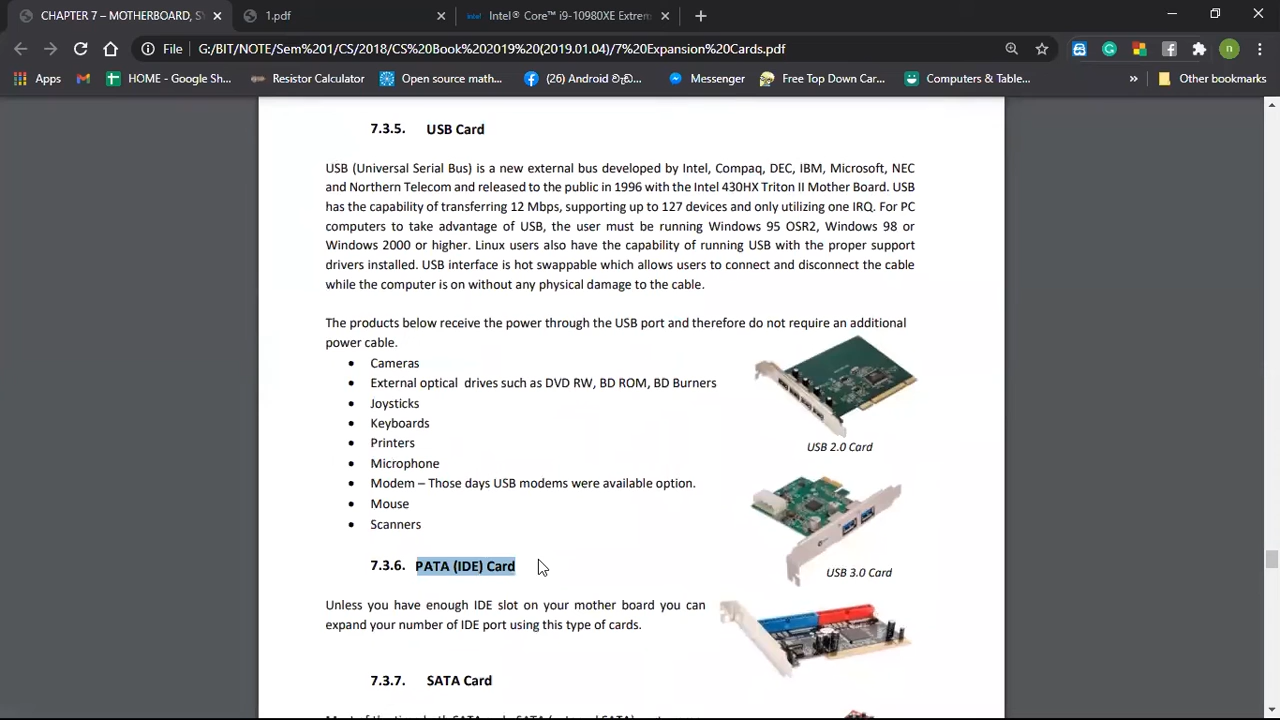 CHAPTER 7 – MOTHERBOARD, SY
1.pdf
intel
Intel® Core™ i9-10980XE Extrem
File
G:/BIT/NOTE/Sem%201/CS/2018/CS%20Book%202019%20(2019.01.04)/7%20Expansion%20Cards.pdf
n
Apps
HOME - Google Sh...
Resistor Calculator
Open source math...
Messenger
Free Top Down Car...
Computers & Table...
»
Other bookmarks
7.3.5. USB Card
USB (Universal Serial Bus) is a new external bus developed by Intel, Compaq, DEC, IBM, Microsoft, NEC
and Northern Telecom and released to the public in 1996 with the Intel 430HX Triton II Mother Board. USB
has the capability of transferring 12 Mbps, supporting up to 127 devices and only utilizing one IRQ. For PC
computers to take advantage of USB, the user must be running Windows 95 OSR2, Windows 98 or
Windows 2000 or higher. Linux users also have the capability of running USB with the proper support
drivers installed. USB interface is hot swappable which allows users to connect and disconnect the cable
while the computer is on without any physical damage to the cable.
The products below receive the power through the USB port and therefore do not require an additional
power cable.
• Cameras
• External optical drives such as DVD RW, BD ROM, BD Burners
• Joysticks
• Keyboards
• Printers
• Microphone
• Modem – Those days USB modems were available option.
• Mouse
• Scanners
USB 2.0 Card
USB 3.0 Card
7.3.6. PATA (IDE) Card
Unless you have enough IDE slot on your mother board you can
expand your number of IDE port using this type of cards.
7.3.7. SATA Card